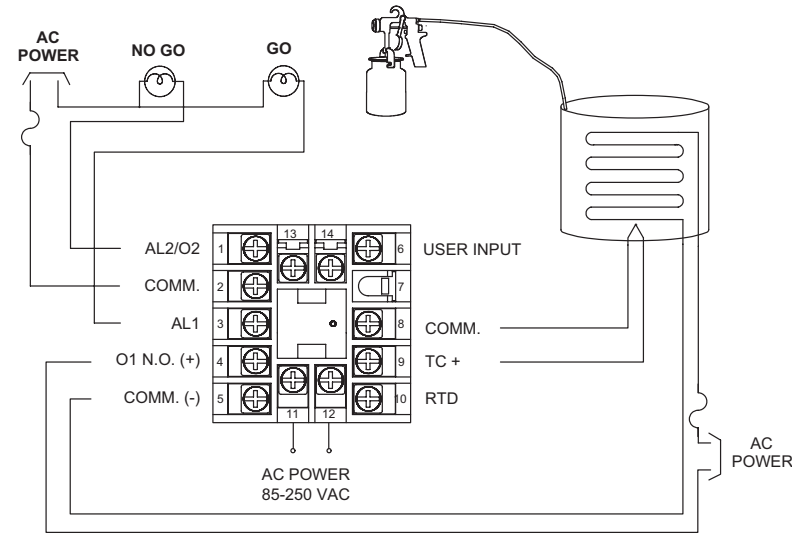 AC
POWER
NO GO
GO
13 14
AL2/O2 1 6 USER INPUT
COMM. 2 7
AL1 3 8 COMM.
O1 N.O. (+) 4 9 TC +
COMM. (-) 5 10 RTD
11 12
AC POWER
85-250 VAC
AC
POWER